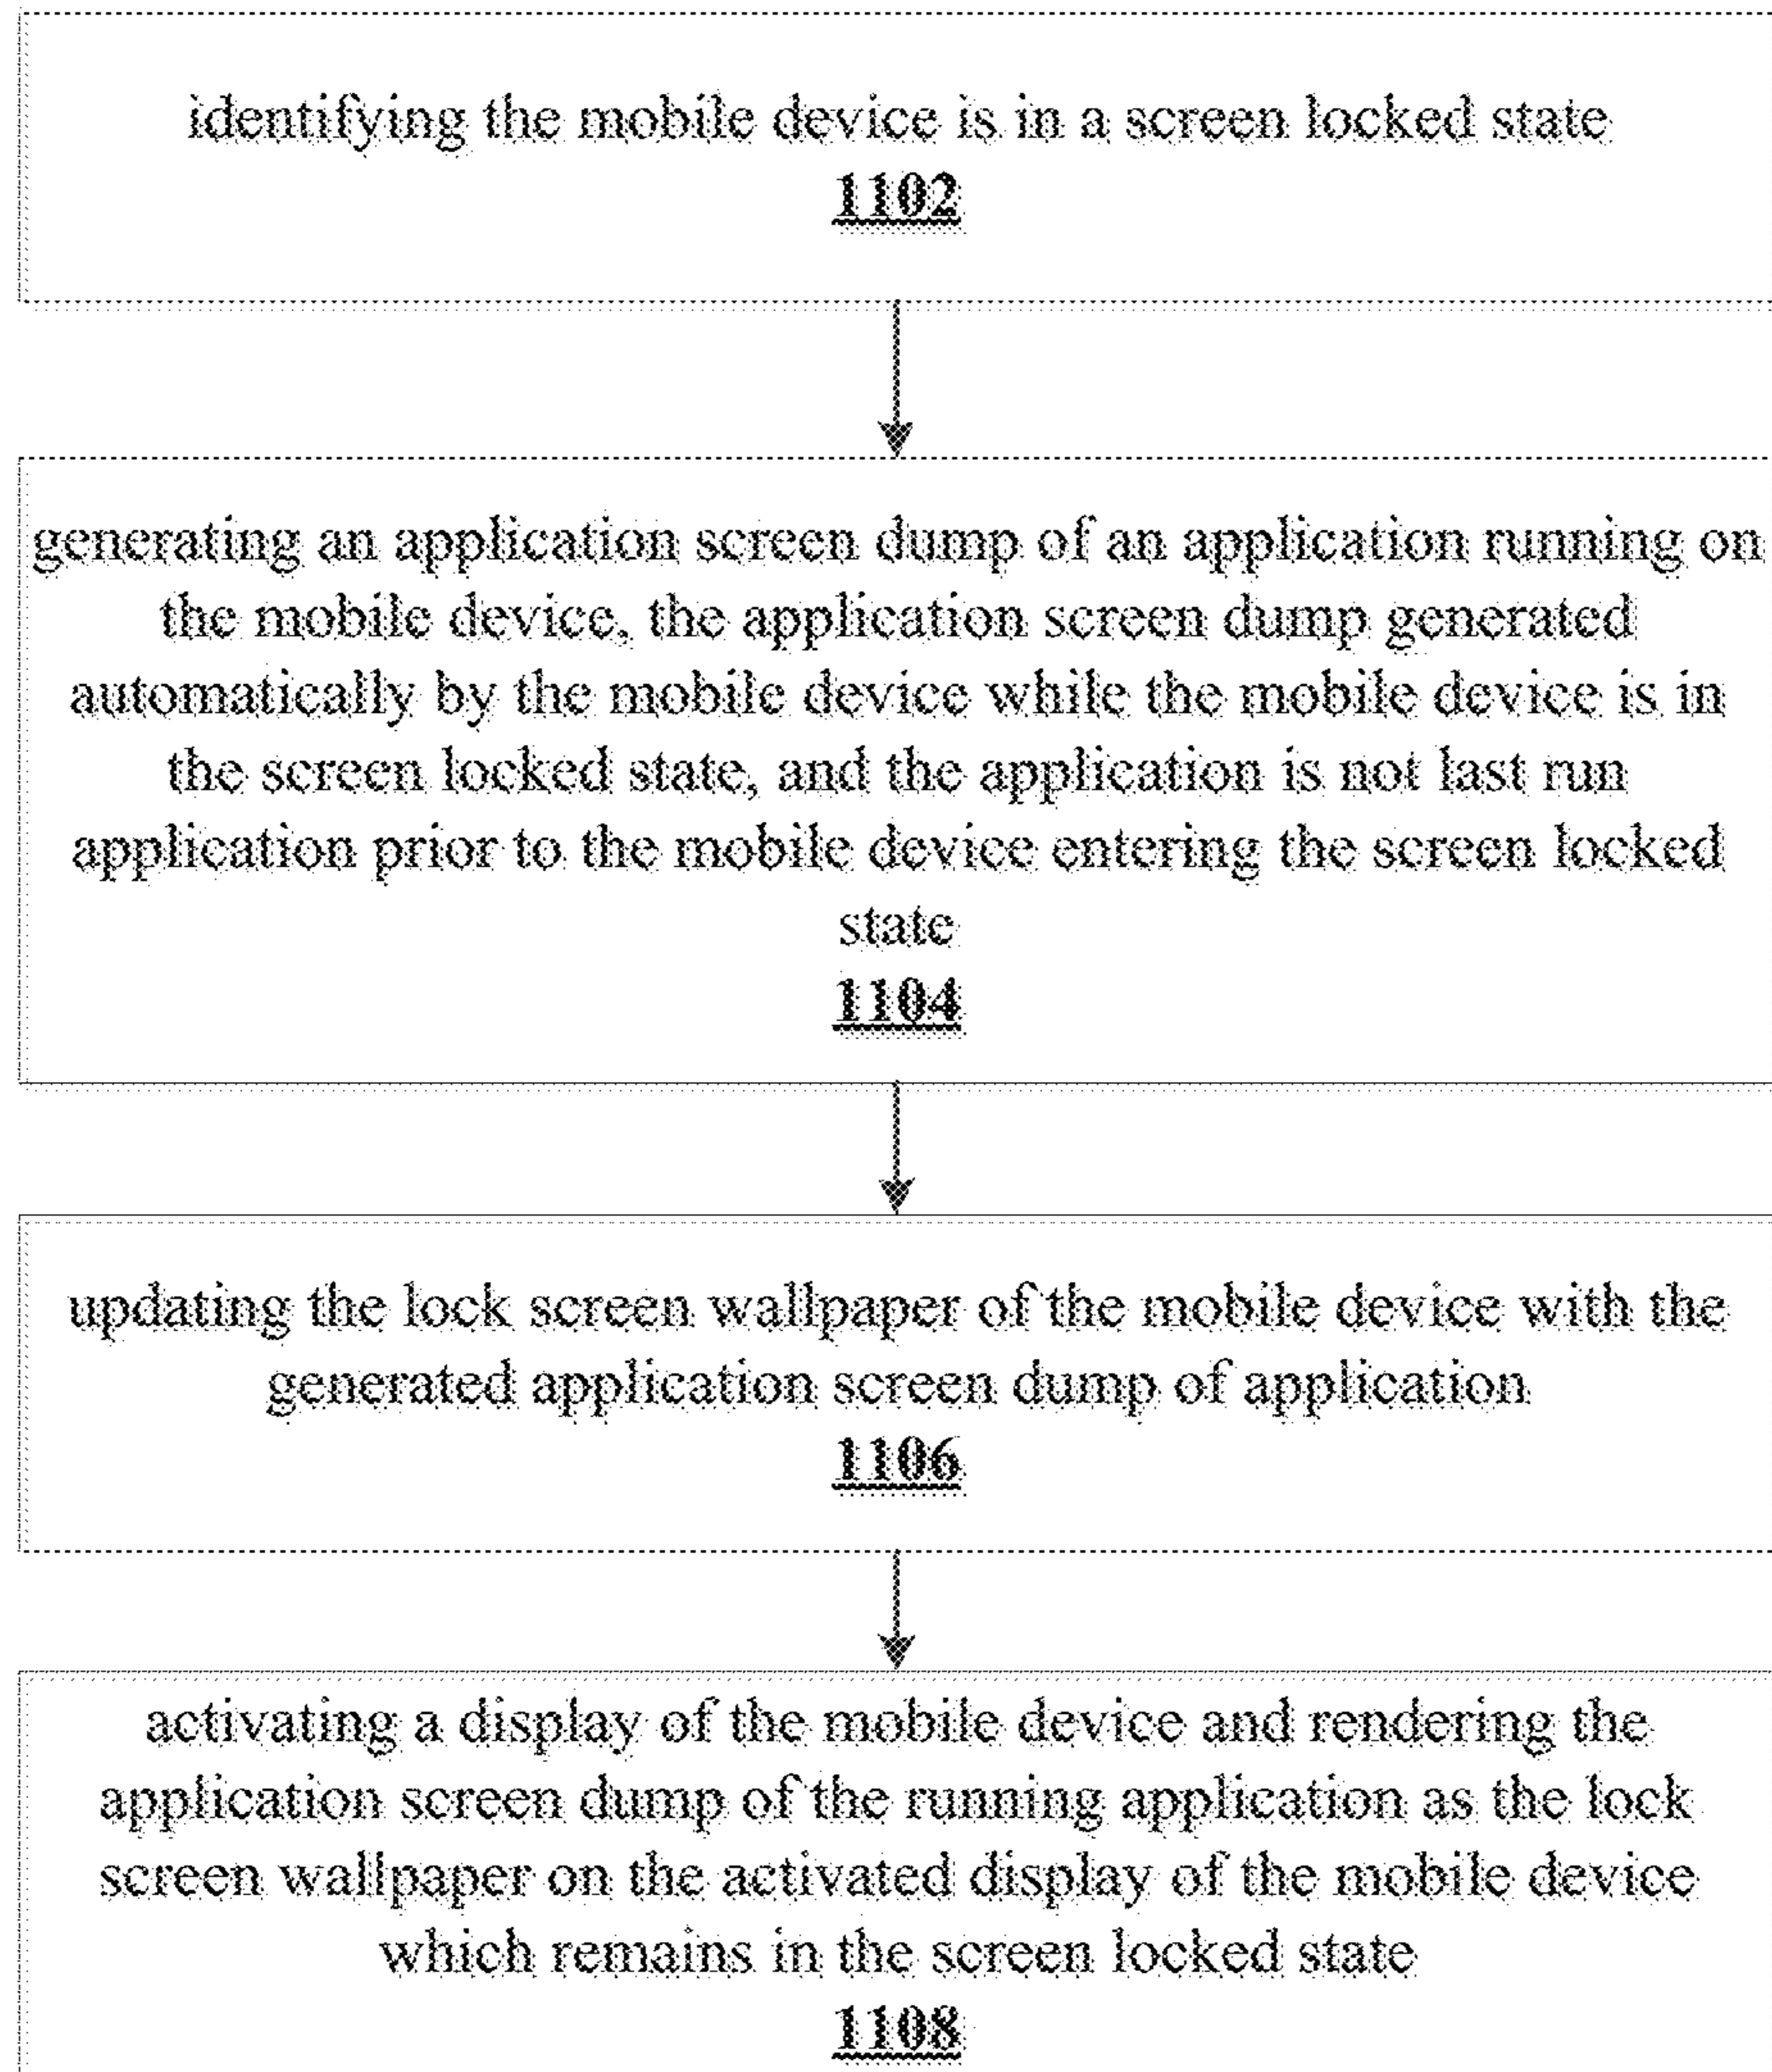 identifying the mobile device is in a screen locked state
1102
generating an application screen dump of an application running on
the mobile device, the application screen dump generated
automatically by the mobile device while the mobile device is in
the screen locked state, and the application is not last run
application prior to the mobile device entering the screen locked
state
1104
updating the lock screen wallpaper of the mobile device with the
generated application screen dump of application
1106
activating a display of the mobile device and rendering the
application screen dump of the running application as the lock
screen wallpaper on the activated display of the mobile device
which remains in the screen locked state
1108